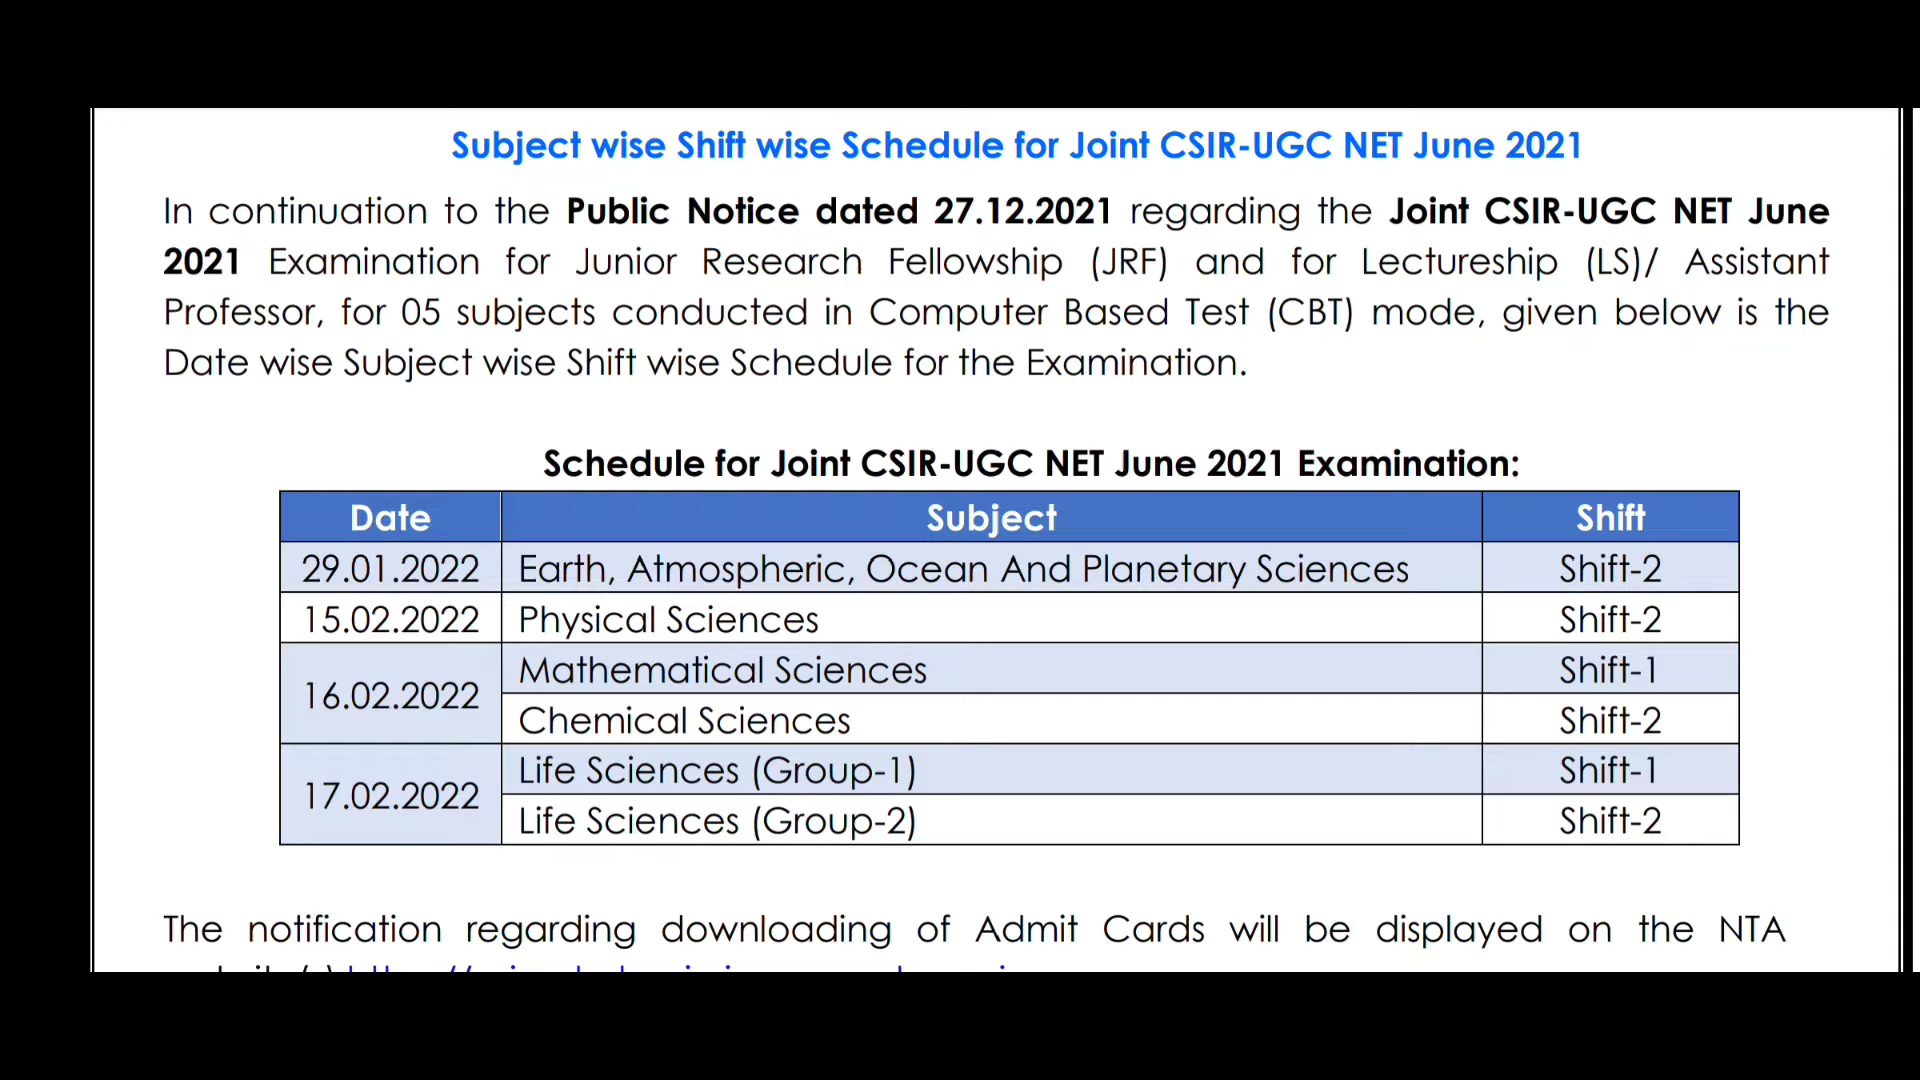 Subject wise Shift wise Schedule for Joint CSIR-UGC NET June 2021
In continuation to the Public Notice dated 27.12.2021 regarding the Joint CSIR-UGC NET June
2021 Examination for Junior Research Fellowship (JRF) and for Lectureship (LS)/ Assistant
Professor, for 05 subjects conducted in Computer Based Test (CBT) mode, given below is the
Date wise Subject wise Shift wise Schedule for the Examination.
Schedule for Joint CSIR-UGC NET June 2021 Examination:
Date Subject Shift
29.01.2022 Earth, Atmospheric, Ocean And Planetary Sciences Shift-2
15.02.2022 Physical Sciences Shift-2
16.02.2022 Mathematical Sciences Shift-1
Chemical Sciences Shift-2
17.02.2022 Life Sciences (Group-1) Shift-1
Life Sciences (Group-2) Shift-2
The notification regarding downloading of Admit Cards will be displayed on the NTA